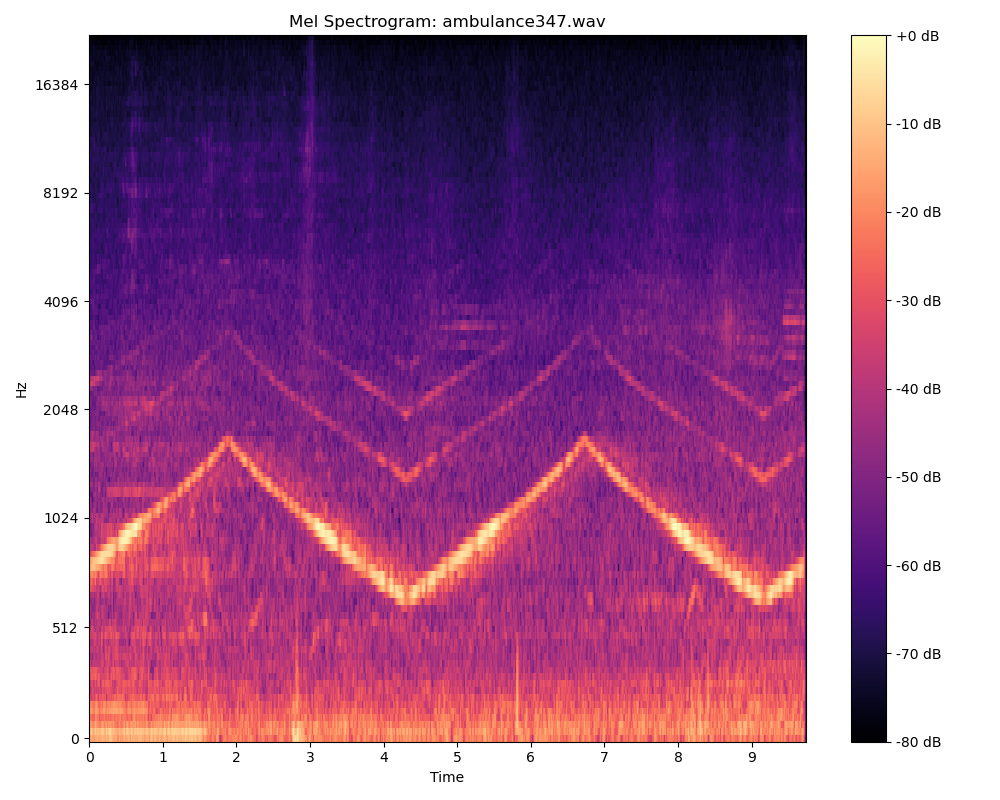 Mel Spectrogram: ambulance347.wav
+0 dB
16384
-10 dB
8192
-20 dB
4096
-30 dB
Hz
2048
-40 dB
1024
-50 dB
-60 dB
512
-70 dB
0
-80 dB
0 1 2 3 4 5 6 7 8 9
Time